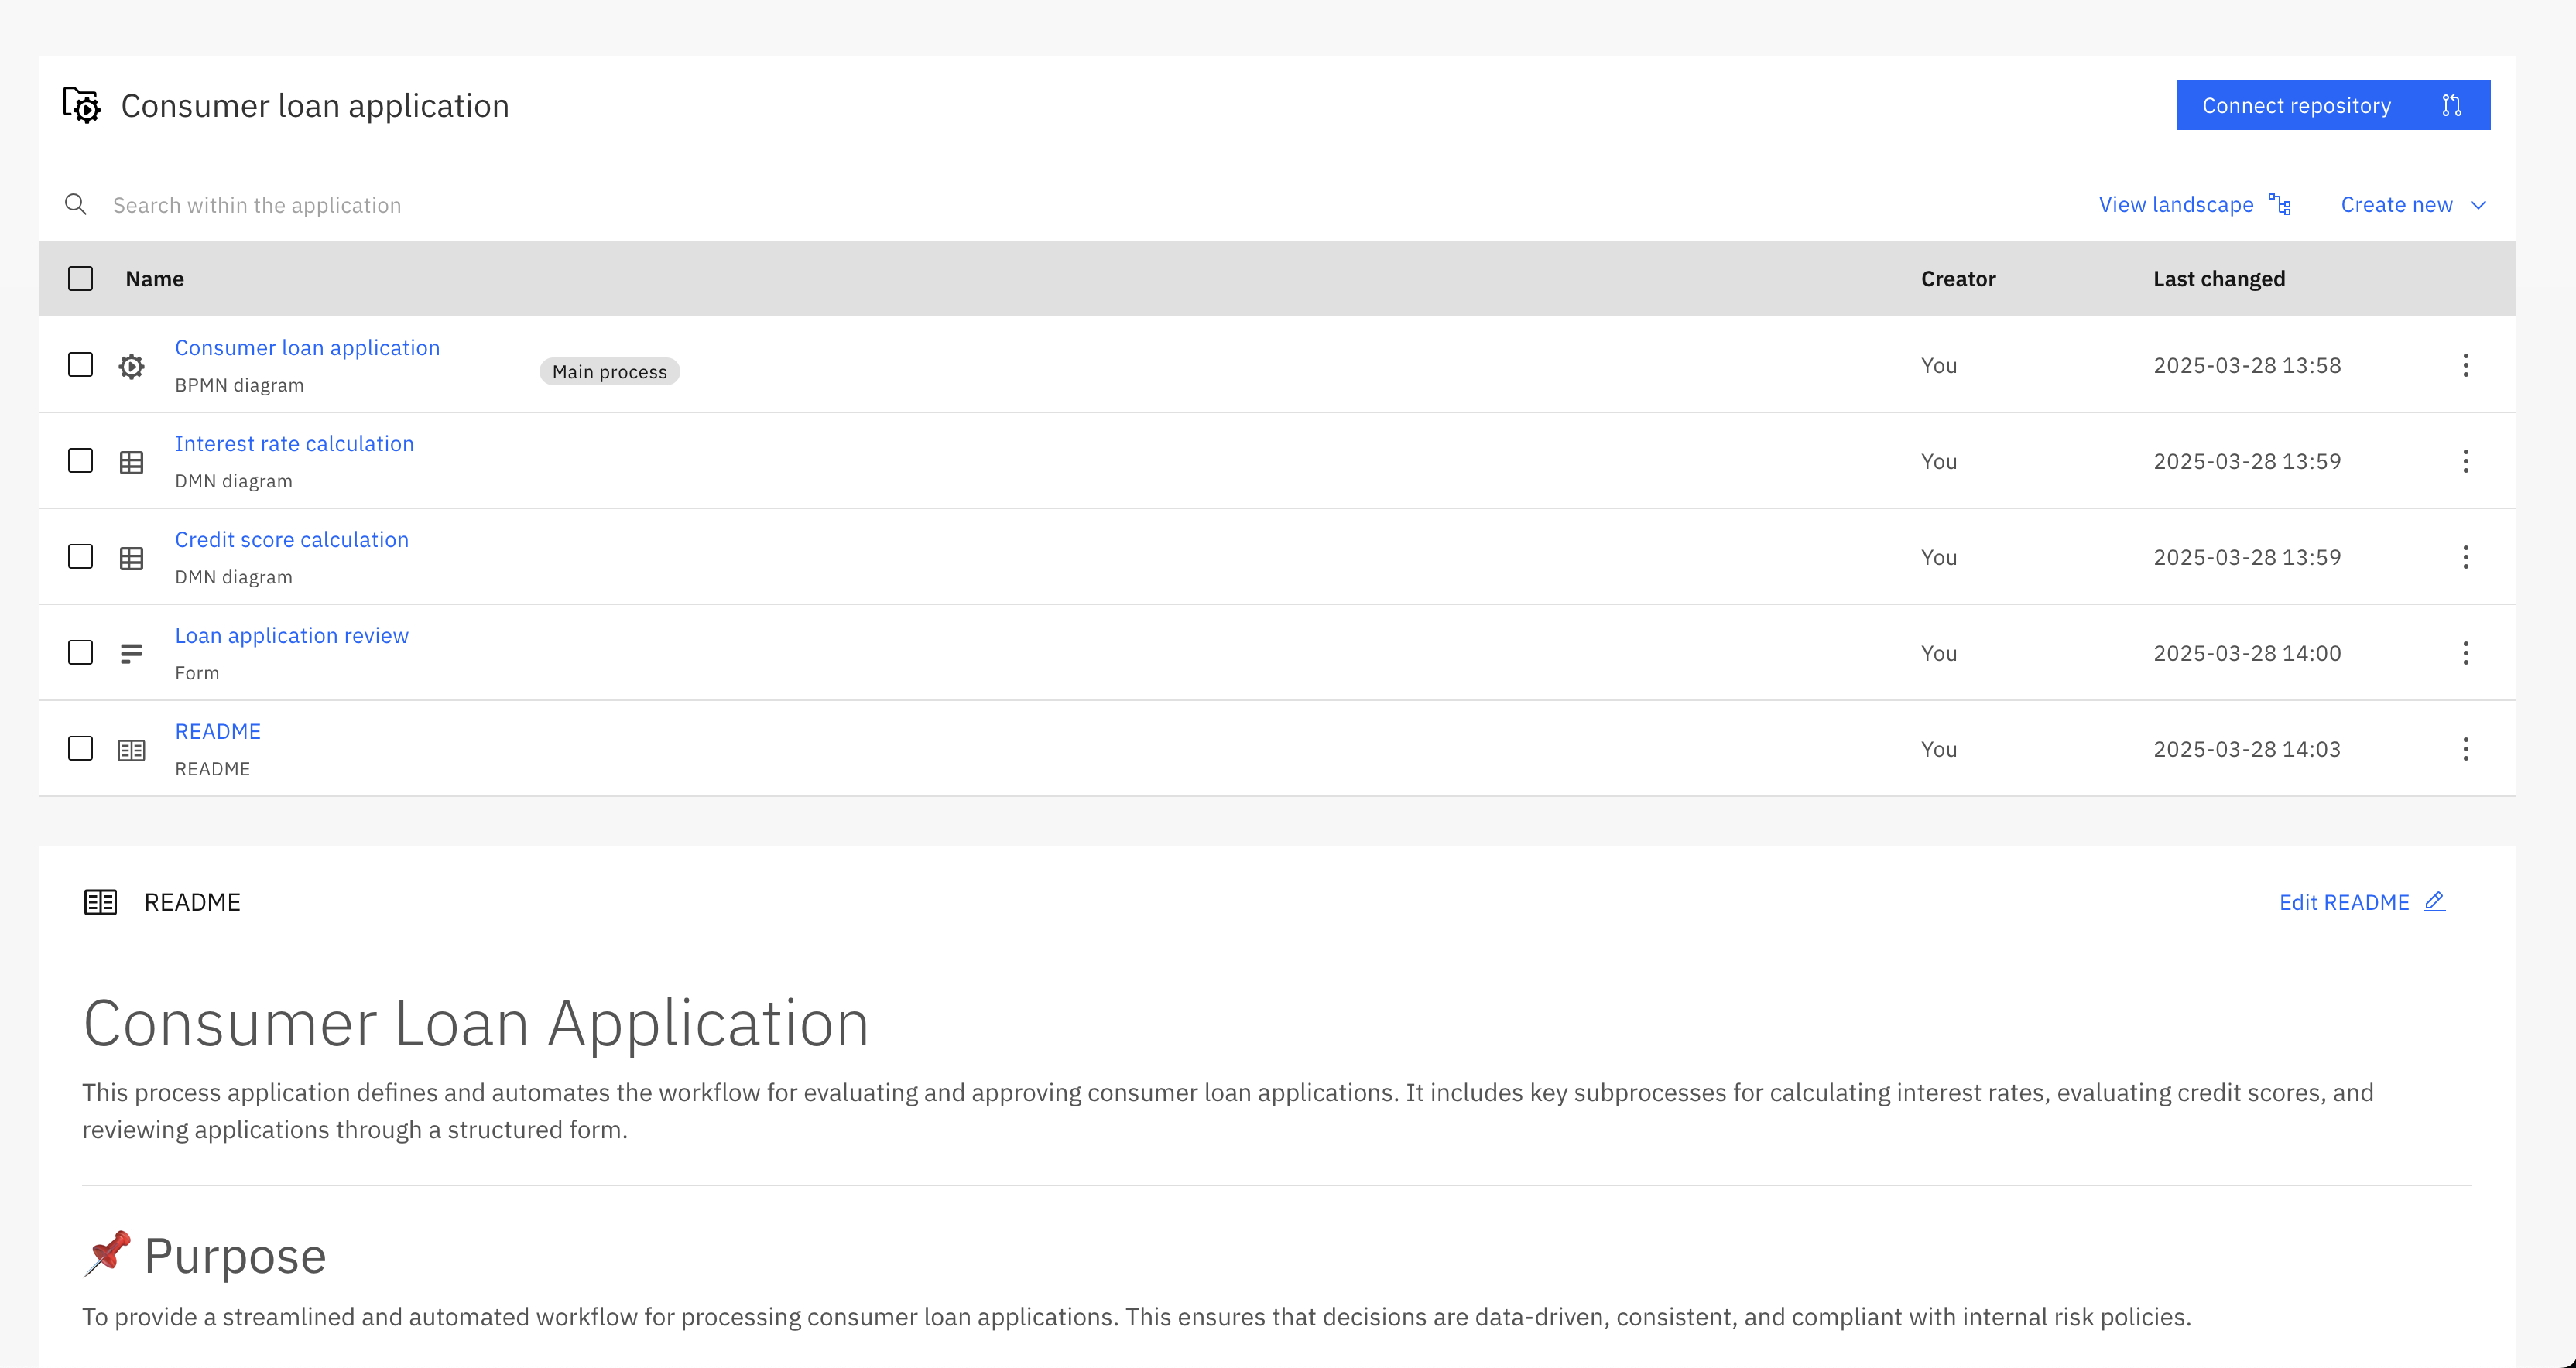 Consumer loan application
Connect repository
Search within the application
View landscape
Create new
Name
Creator
Last changed
Consumer loan application
BPMN diagram
Main process
You
2025-03-28 13:58
Interest rate calculation
DMN diagram
You
2025-03-28 13:59
Credit score calculation
DMN diagram
You
2025-03-28 13:59
Loan application review
Form
You
2025-03-28 14:00
README
README
You
2025-03-28 14:03
README
Edit README
Consumer Loan Application
This process application defines and automates the workflow for evaluating and approving consumer loan applications. It includes key subprocesses for calculating interest rates, evaluating credit scores, and
reviewing applications through a structured form.
Purpose
To provide a streamlined and automated workflow for processing consumer loan applications. This ensures that decisions are data-driven, consistent, and compliant with internal risk policies.